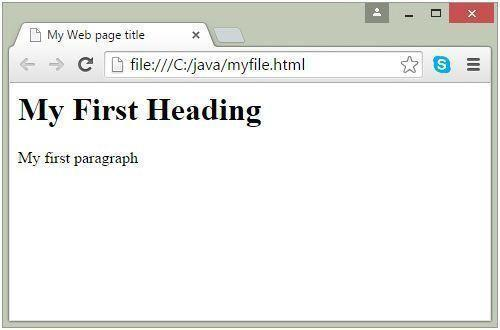 My Web page title
file:///C:/java/myfile.html
My First Heading
My first paragraph